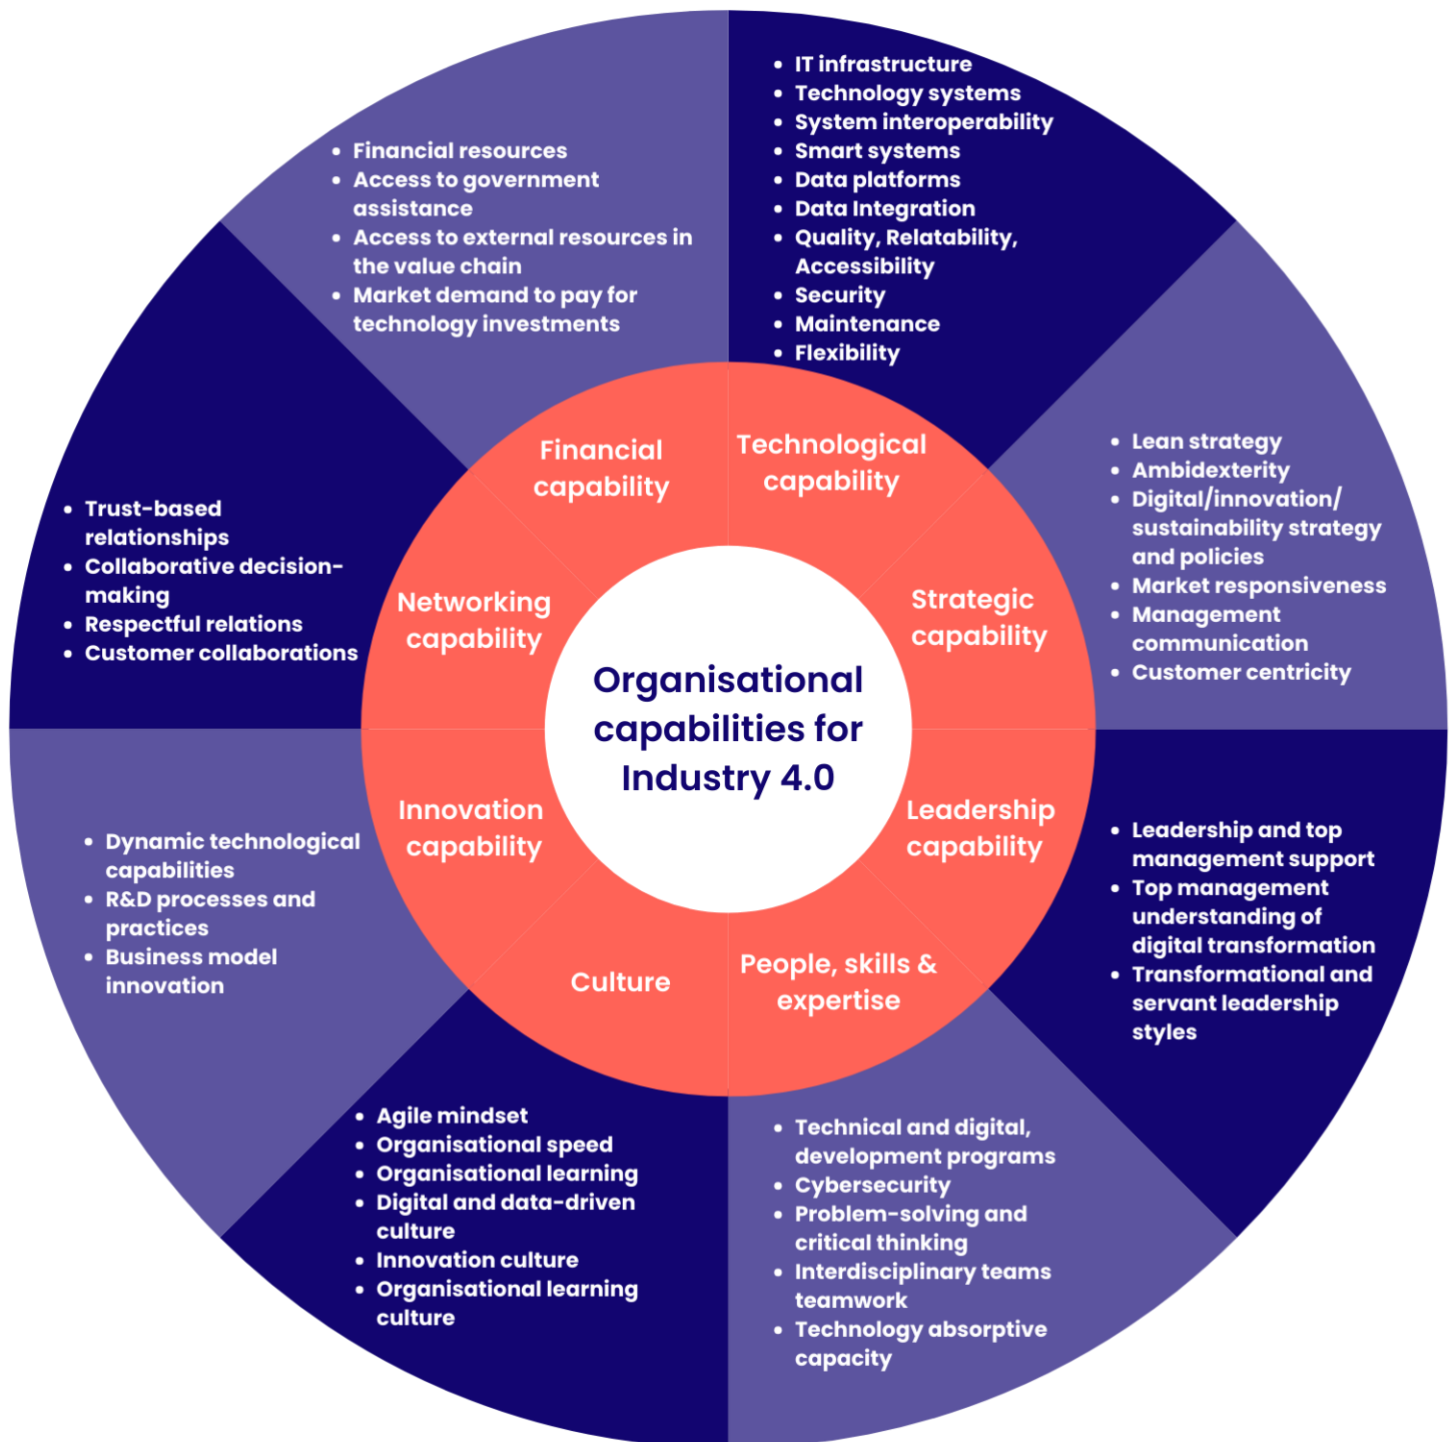 Organisational
capabilities for
Industry 4.0
Technological
capability
• IT infrastructure
• Technology systems
• System interoperability
• Smart systems
• Data platforms
• Data Integration
• Quality, Relatability,
Accessibility
• Security
• Maintenance
• Flexibility
Strategic
capability
• Lean strategy
• Ambidexterity
• Digital/innovation/
sustainability strategy
and policies
• Market responsiveness
• Management
communication
• Customer centricity
Leadership
capability
• Leadership and top
management support
• Top management
understanding of
digital transformation
• Transformational and
servant leadership
styles
People, skills &
expertise
• Technical and digital,
development programs
• Cybersecurity
• Problem-solving and
critical thinking
• Interdisciplinary teams
teamwork
• Technology absorptive
capacity
Culture
• Agile mindset
• Organisational speed
• Organisational learning
• Digital and data-driven
culture
• Innovation culture
• Organisational learning
culture
Innovation
capability
• Dynamic technological
capabilities
• R&D processes and
practices
• Business model
innovation
Networking
capability
• Trust-based
relationships
• Collaborative decision-
making
• Respectful relations
• Customer collaborations
Financial
capability
• Financial resources
• Access to government
assistance
• Access to external resources in
the value chain
• Market demand to pay for
technology investments